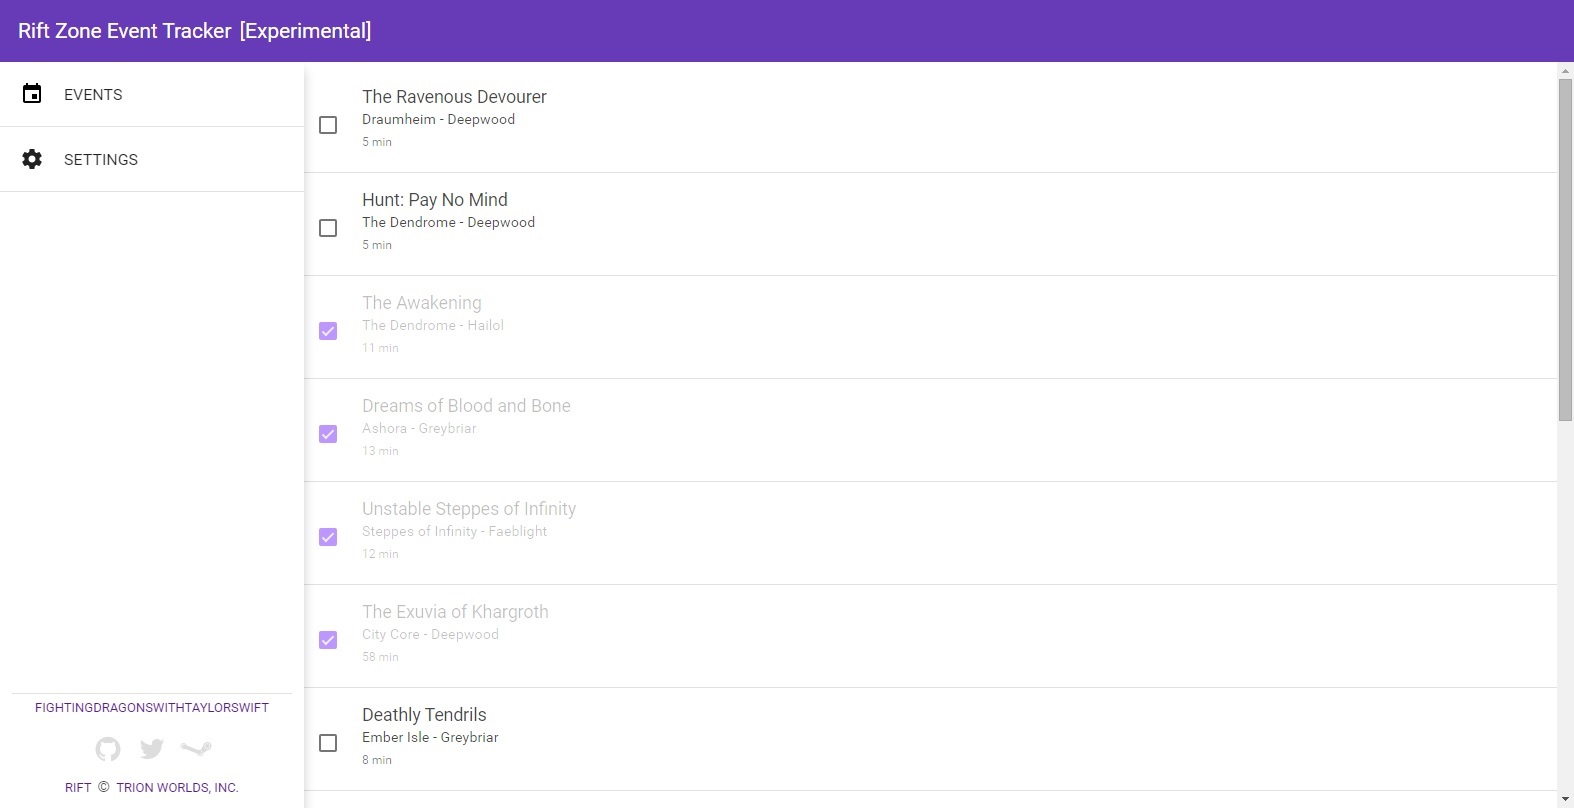 Rift Zone Event Tracker [Experimental]
EVENTS
SETTINGS
The Ravenous Devourer
Draumheim - Deepwood
5 min
Hunt: Pay No Mind
The Dendrome - Deepwood
5 min
The Awakening
The Dendrome - Hailol
11 min
Dreams of Blood and Bone
Ashora - Greybriar
13 min
Unstable Steppes of Infinity
Steppes of Infinity - Faeblight
12 min
The Exuvia of Khargroth
City Core - Deepwood
58 min
Deathly Tendrils
Ember Isle - Greybriar
8 min
FIGHTINGDRAGONSWITHTAYLORSWIFT
RIFT © TRION WORLDS, INC.